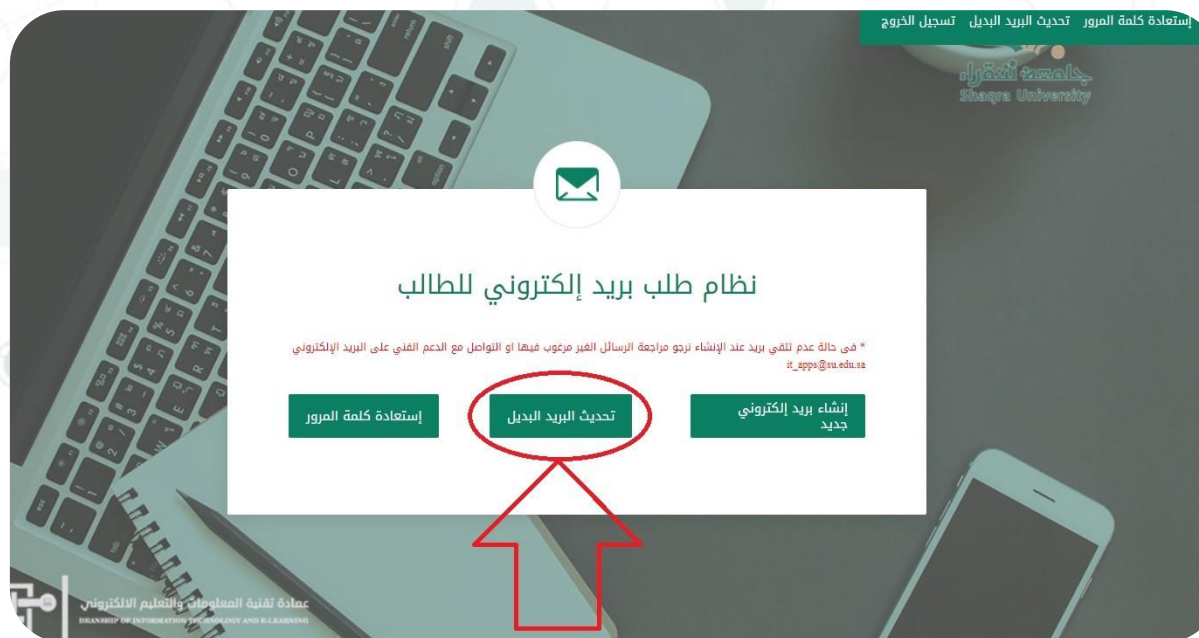 إستعادة كلمة المرور تحديث البريد البديل تسجيل الخروج
جامعة شقراء
Shaqra University
نظام طلب بريد إلكتروني للطالب
* فى حالة عدم تلقي بريد عند الإنشاء نرجو مراجعة الرسائل الغير مرغوب فيها او التواصل مع الدعم الفني على البريد الإلكتروني
it_apps@su.edu.sa
إنشاء بريد إلكتروني
جديد
تحديث البريد البديل
إستعادة كلمة المرور
عمادة تقنية المعلومات والتعليم الالكتروني
DEANSHIP OF INFORMATION TECHNOLOGY AND E-LEARNING